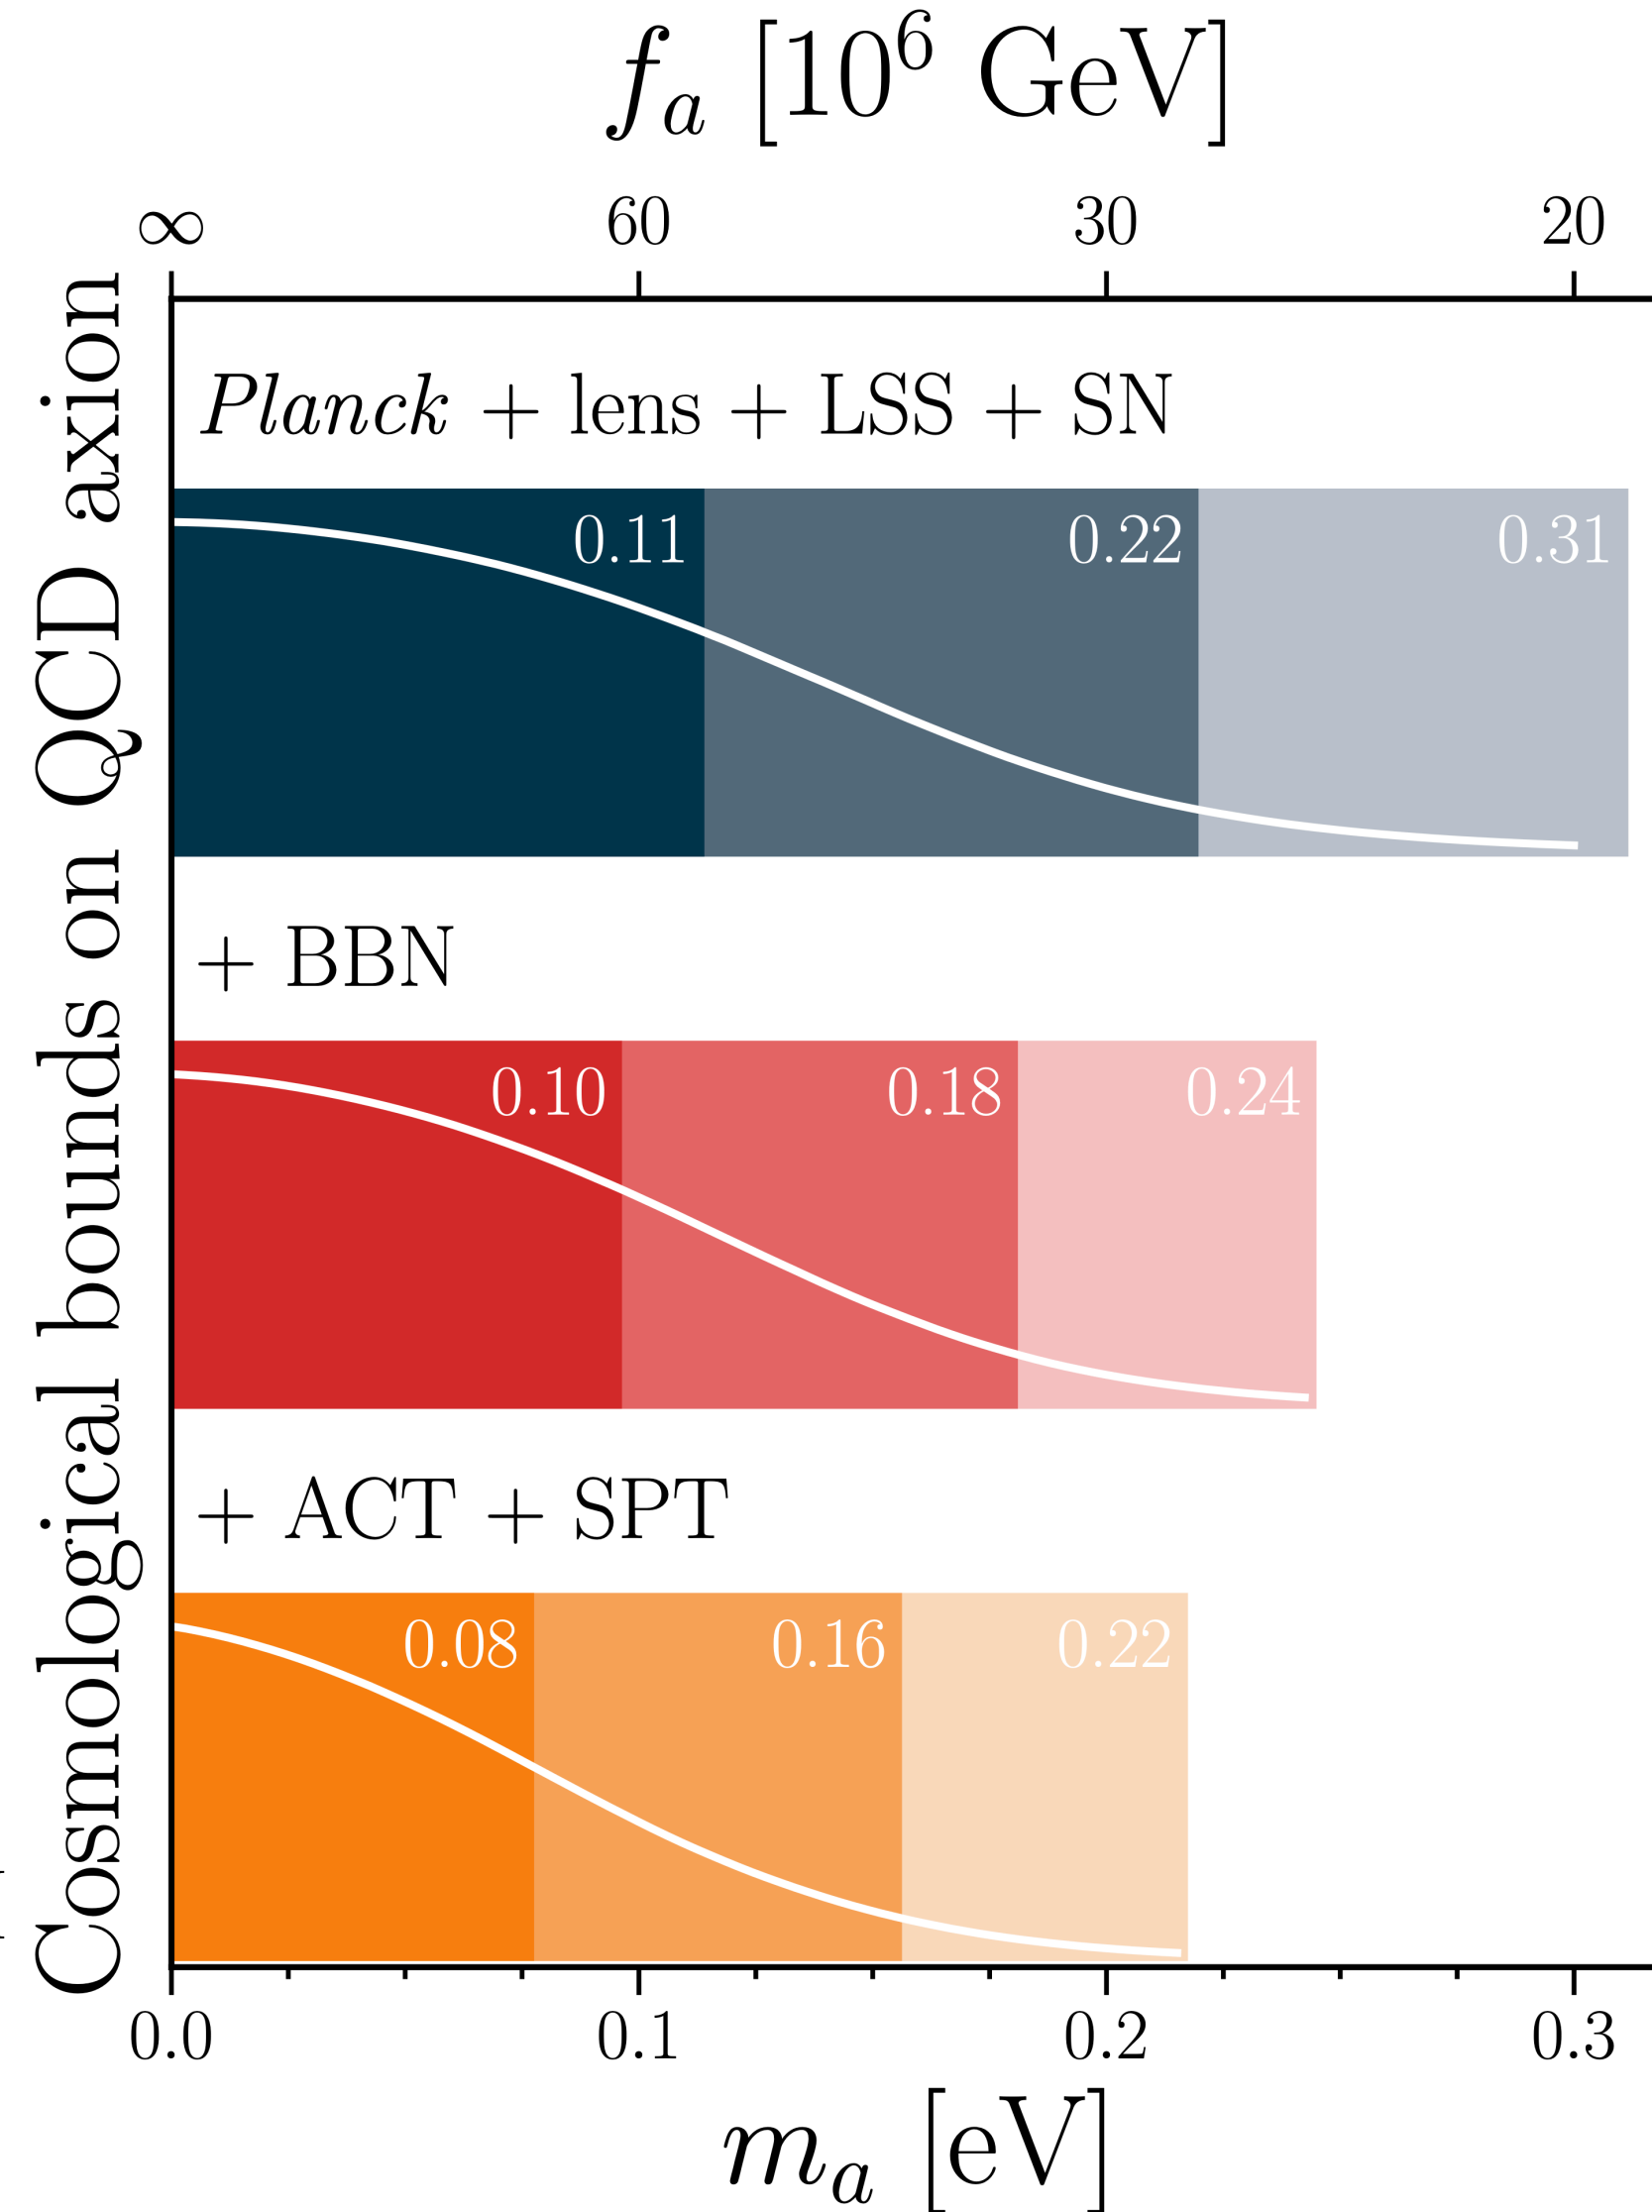 f_a [10^6 GeV]
∞ 60 30 20
Cosmological bounds on QCD axion
Planck + lens + LSS + SN
0.11 0.22 0.31
+ BBN
0.10 0.18 0.24
+ ACT + SPT
0.08 0.16 0.22
0.0 0.1 0.2 0.3
m_a [eV]